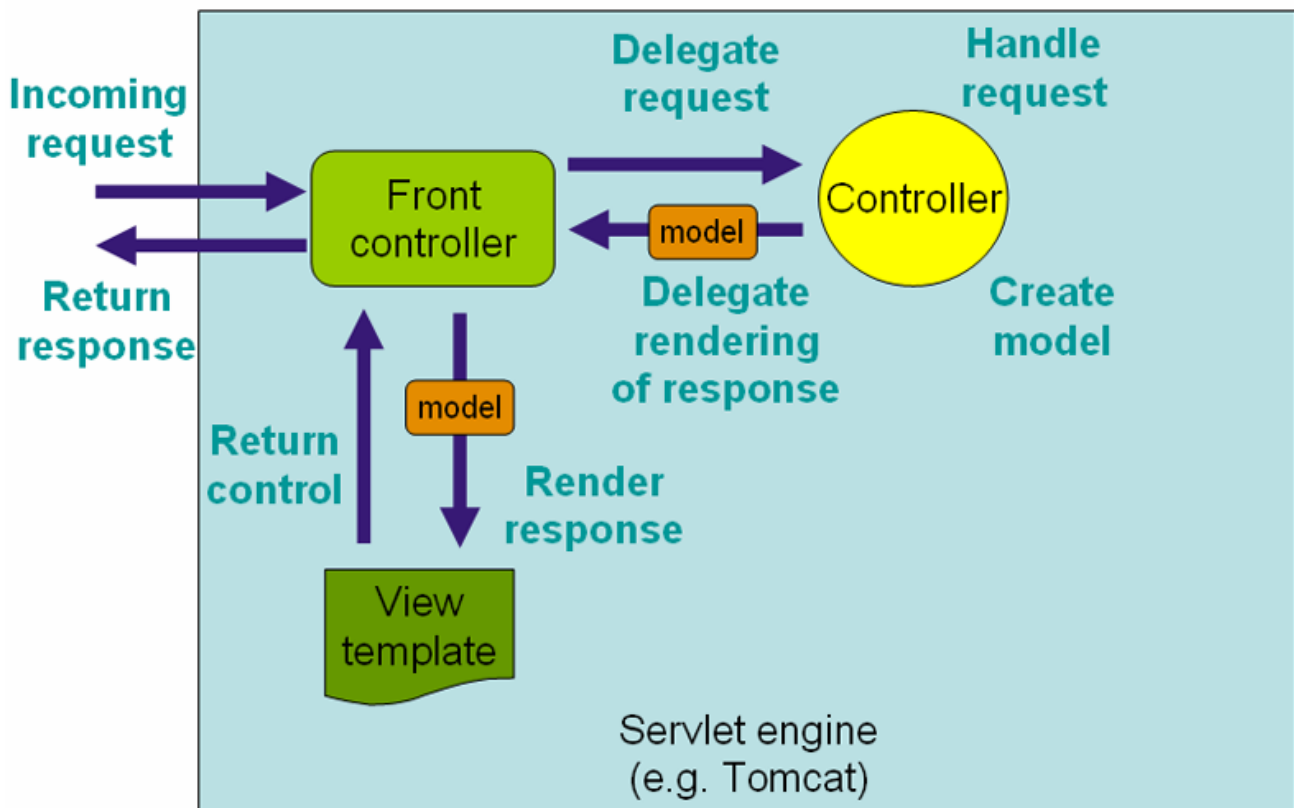 Incoming
request
Return
response
Front
controller
Delegate
request
Handle
request
Controller
model
Delegate
rendering
of response
Create
model
model
Return
control
Render
response
View
template
Servlet engine
(e.g. Tomcat)